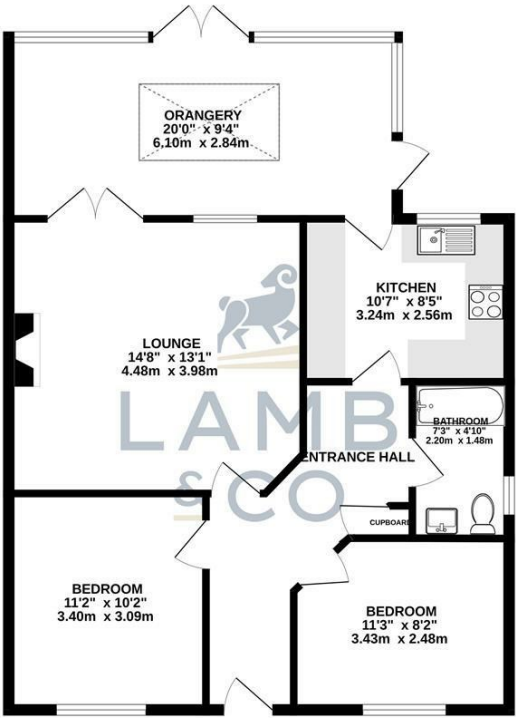 ORANGERY
20'0" x 9'4"
6.10m x 2.84m
KITCHEN
10'7" x 8'5"
3.24m x 2.56m
LOUNGE
14'8" x 13'1"
4.48m x 3.98m
LAMB
& CO
BATHROOM
7'3" x 4'10"
2.20m x 1.48m
ENTRANCE HALL
CUPBOARD
BEDROOM
11'2" x 10'2"
3.40m x 3.09m
BEDROOM
11'3" x 8'2"
3.43m x 2.48m